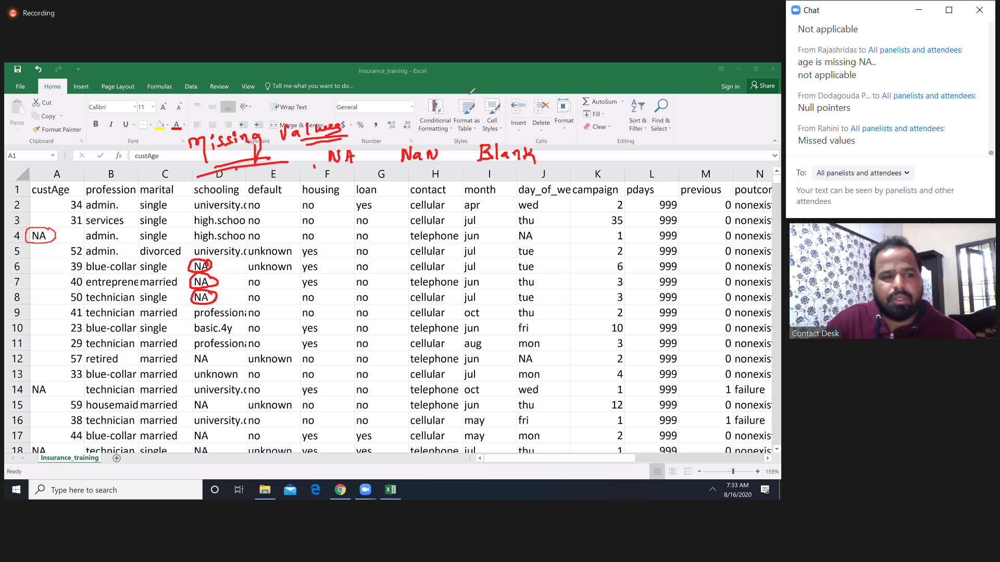 Recording
Insurance_training - Excel
File Home Insert Page Layout Formulas Data Review View Tell me what you want to do... Sign in Share
Cut
Copy
Format Painter
Paste
Clipboard
Calibri 11
B I U A
Font
Wrap Text
Merge & Center
Alignment
General
$ % ,
Number
Conditional Formatting Format as Table Cell Styles
Styles
Insert Delete Format
Cells
AutoSum
Fill
Clear
Sort & Filter Find & Select
Editing
missing values
NA NaN Blank
A1 fx custAge
A B C D E F G H I J K L M N
1 custAge profession marital schooling default housing loan contact month day_of_we campaign pdays previous poutcor
2 34 admin. single university.c no no yes cellular apr wed 2 999 0 nonexis
3 31 services single high.schoo no no no cellular jul thu 35 999 0 nonexis
4 NA admin. single high.schoo no no no telephone jun NA 1 999 0 nonexis
5 52 admin. divorced university.c unknown yes no cellular jul tue 2 999 0 nonexis
6 39 blue-collar single NA unknown yes no cellular jul tue 6 999 0 nonexis
7 40 entreprene married NA no yes no telephone jun thu 3 999 0 nonexis
8 50 technician single NA no no no cellular jul tue 3 999 0 nonexis
9 41 technician married professiona no no no cellular oct thu 2 999 0 nonexis
10 23 blue-collar single basic.4y no yes no telephone jun fri 10 999 0 nonexis
11 29 technician married professiona no yes no cellular aug mon 3 999 0 nonexis
12 57 retired married NA unknown no no telephone jun NA 2 999 0 nonexis
13 33 blue-collar married unknown no no no cellular jul mon 4 999 0 nonexis
14 NA technician married university.c no yes no telephone oct wed 1 999 1 failure
15 59 housemaid married NA unknown no no telephone jun thu 12 999 0 nonexis
16 38 technician married university.c no no no cellular may fri 1 999 1 failure
17 44 blue-collar married NA no yes yes cellular may mon 2 999 0 nonexis
18 NA technician single NA unknown yes yes telephone jul thu 1 999 0 nonexis
Insurance_training
Ready 159%
Type here to search
7:33 AM
8/16/2020
Chat
Not applicable
From Rajashridas to All panelists and attendees:
age is missing NA..
not applicable
From Dodagouda P... to All panelists and attendees:
Null pointers
From Rahini to All panelists and attendees:
Missed values
To: All panelists and attendees
Your text can be seen by panelists and other
attendees
Contact Desk